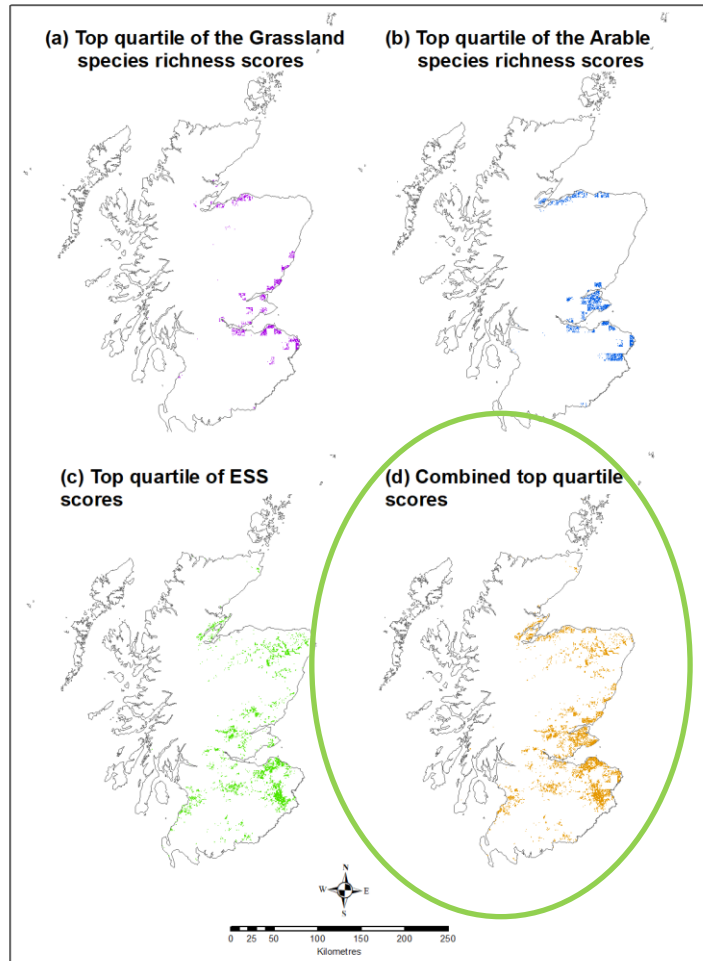 (a) Top quartile of the Grassland
species richness scores
(b) Top quartile of the Arable
species richness scores
(c) Top quartile of ESS
scores
(d) Combined top quartile
scores
N
W E
S
0 25 50 100 150 200 250
Kilometres